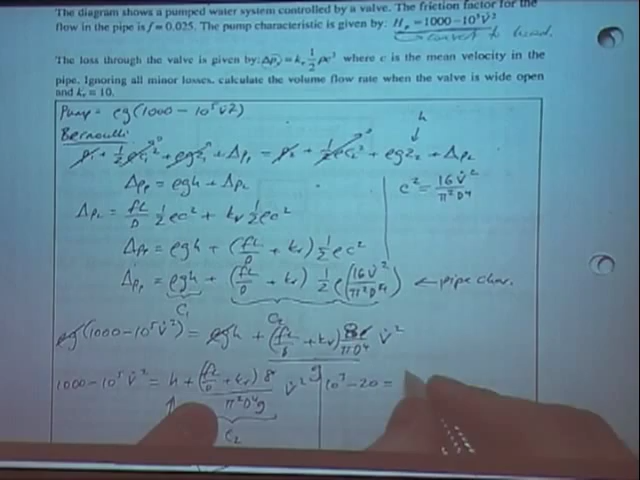 The diagram shows a pumped water system controlled by a valve. The friction factor for the
flow in the pipe is f = 0.025. The pump characteristic is given by: Hₚ = 1000 − 10⁵V̇²
convert to head.
The loss through the valve is given by: Δpᵥ = kᵥ ½ρc² where c is the mean velocity in the
pipe. Ignoring all minor losses, calculate the volume flow rate when the valve is wide open
and kᵥ = 10.
Pump = ρg(1000 − 10⁵V̇²)
h
Bernoulli
p₁ + ½ρc₁² + ρgz₁ + Δpₚ = p₂ + ½ρc₂² + ρgz₂ + Δp_L
Δpₚ = ρgh + Δp_L
c² = 16V̇²/π²D⁴
Δp_L = fL/D ½ρc² + kᵥ ½ρc²
Δpₚ = ρgh + (fL/D + kᵥ) ½ρc²
Δpₚ = ρgh + (fL/D + kᵥ) ½ρ(16V̇²/π²D⁴) ← pipe char.
C₁
C₂
ρg(1000 − 10⁵V̇²) = ρgh + (fL/D + kᵥ) 8ρ/πD⁴ V̇²
1000 − 10⁵V̇² = h + (fL/D + kᵥ) 8/π²D⁴g V̇²
10³ − 20 =
C₂